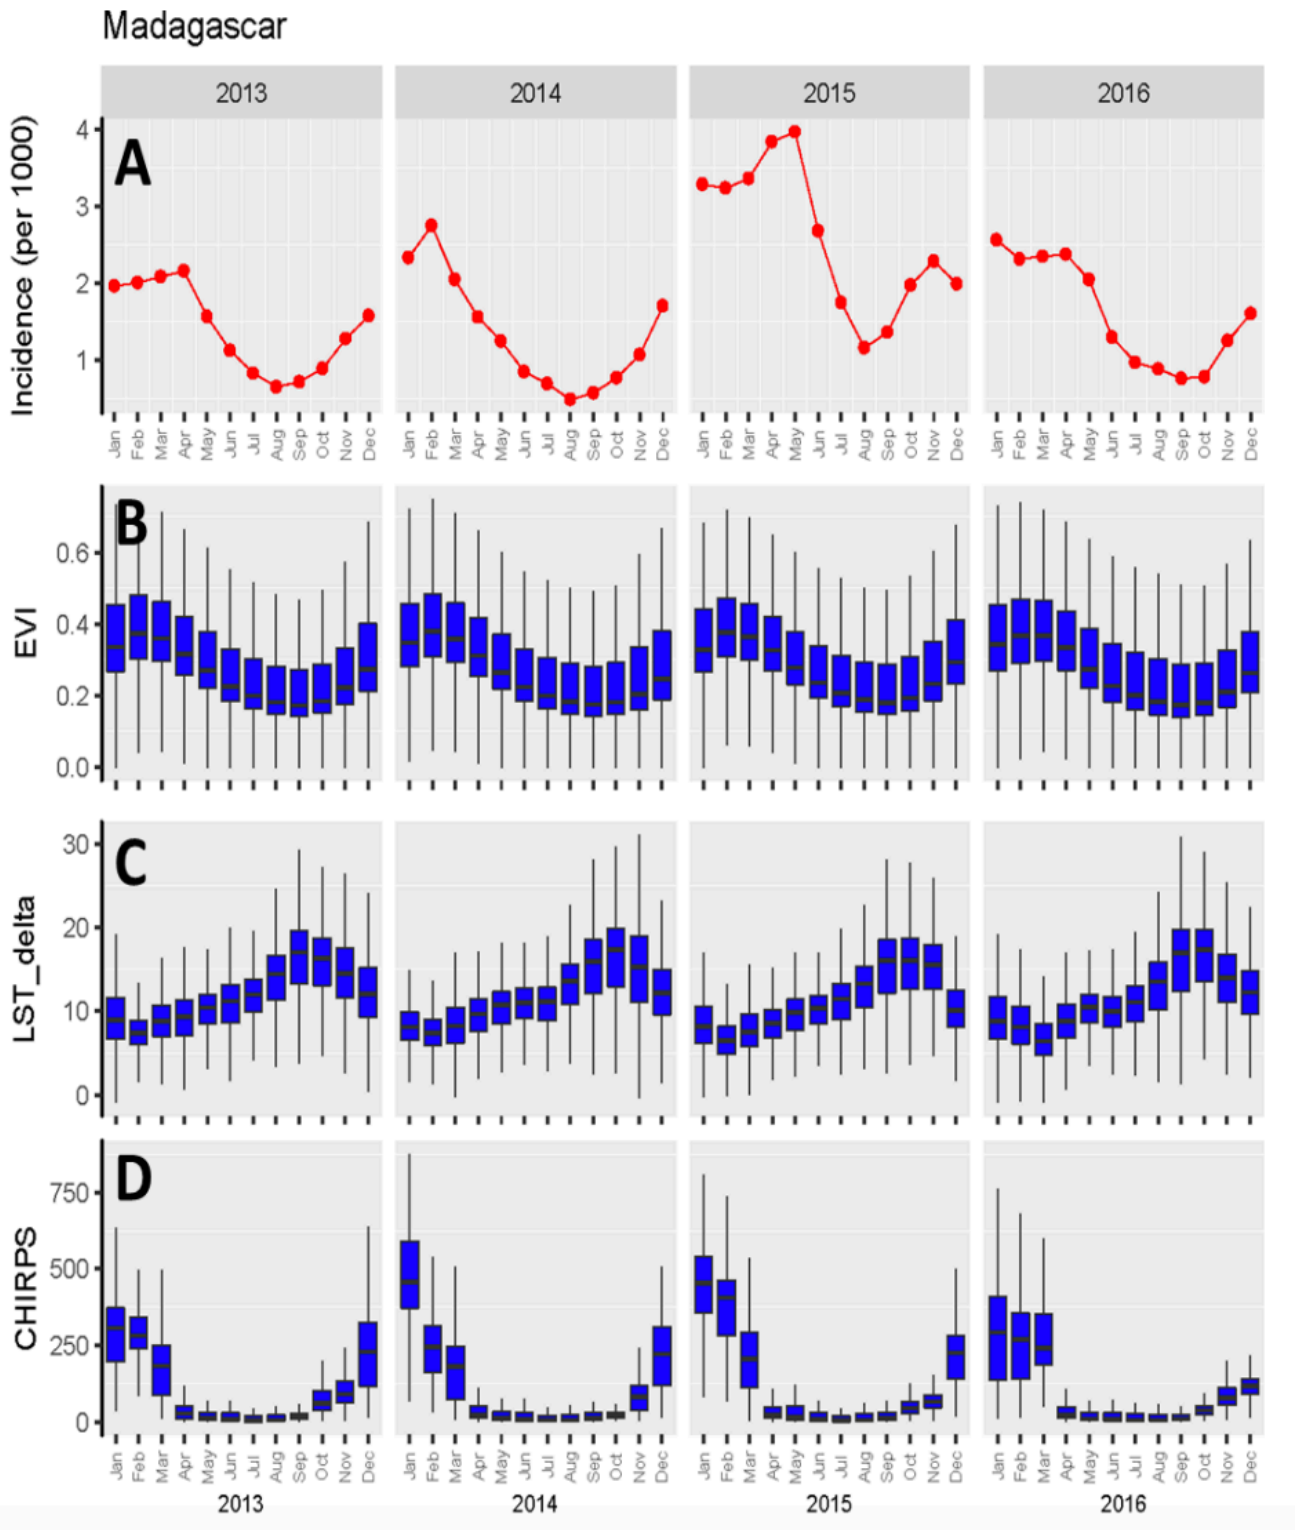 Madagascar
2013 2014 2015 2016
A
Incidence (per 1000)
4
3
2
1
Jan Feb Mar Apr May Jun Jul Aug Sep Oct Nov Dec Jan Feb Mar Apr May Jun Jul Aug Sep Oct Nov Dec Jan Feb Mar Apr May Jun Jul Aug Sep Oct Nov Dec Jan Feb Mar Apr May Jun Jul Aug Sep Oct Nov Dec
B
EVI
0.6
0.4
0.2
0.0
C
LST_delta
30
20
10
0
D
CHIRPS
750
500
250
0
Jan Feb Mar Apr May Jun Jul Aug Sep Oct Nov Dec Jan Feb Mar Apr May Jun Jul Aug Sep Oct Nov Dec Jan Feb Mar Apr May Jun Jul Aug Sep Oct Nov Dec Jan Feb Mar Apr May Jun Jul Aug Sep Oct Nov Dec
2013 2014 2015 2016